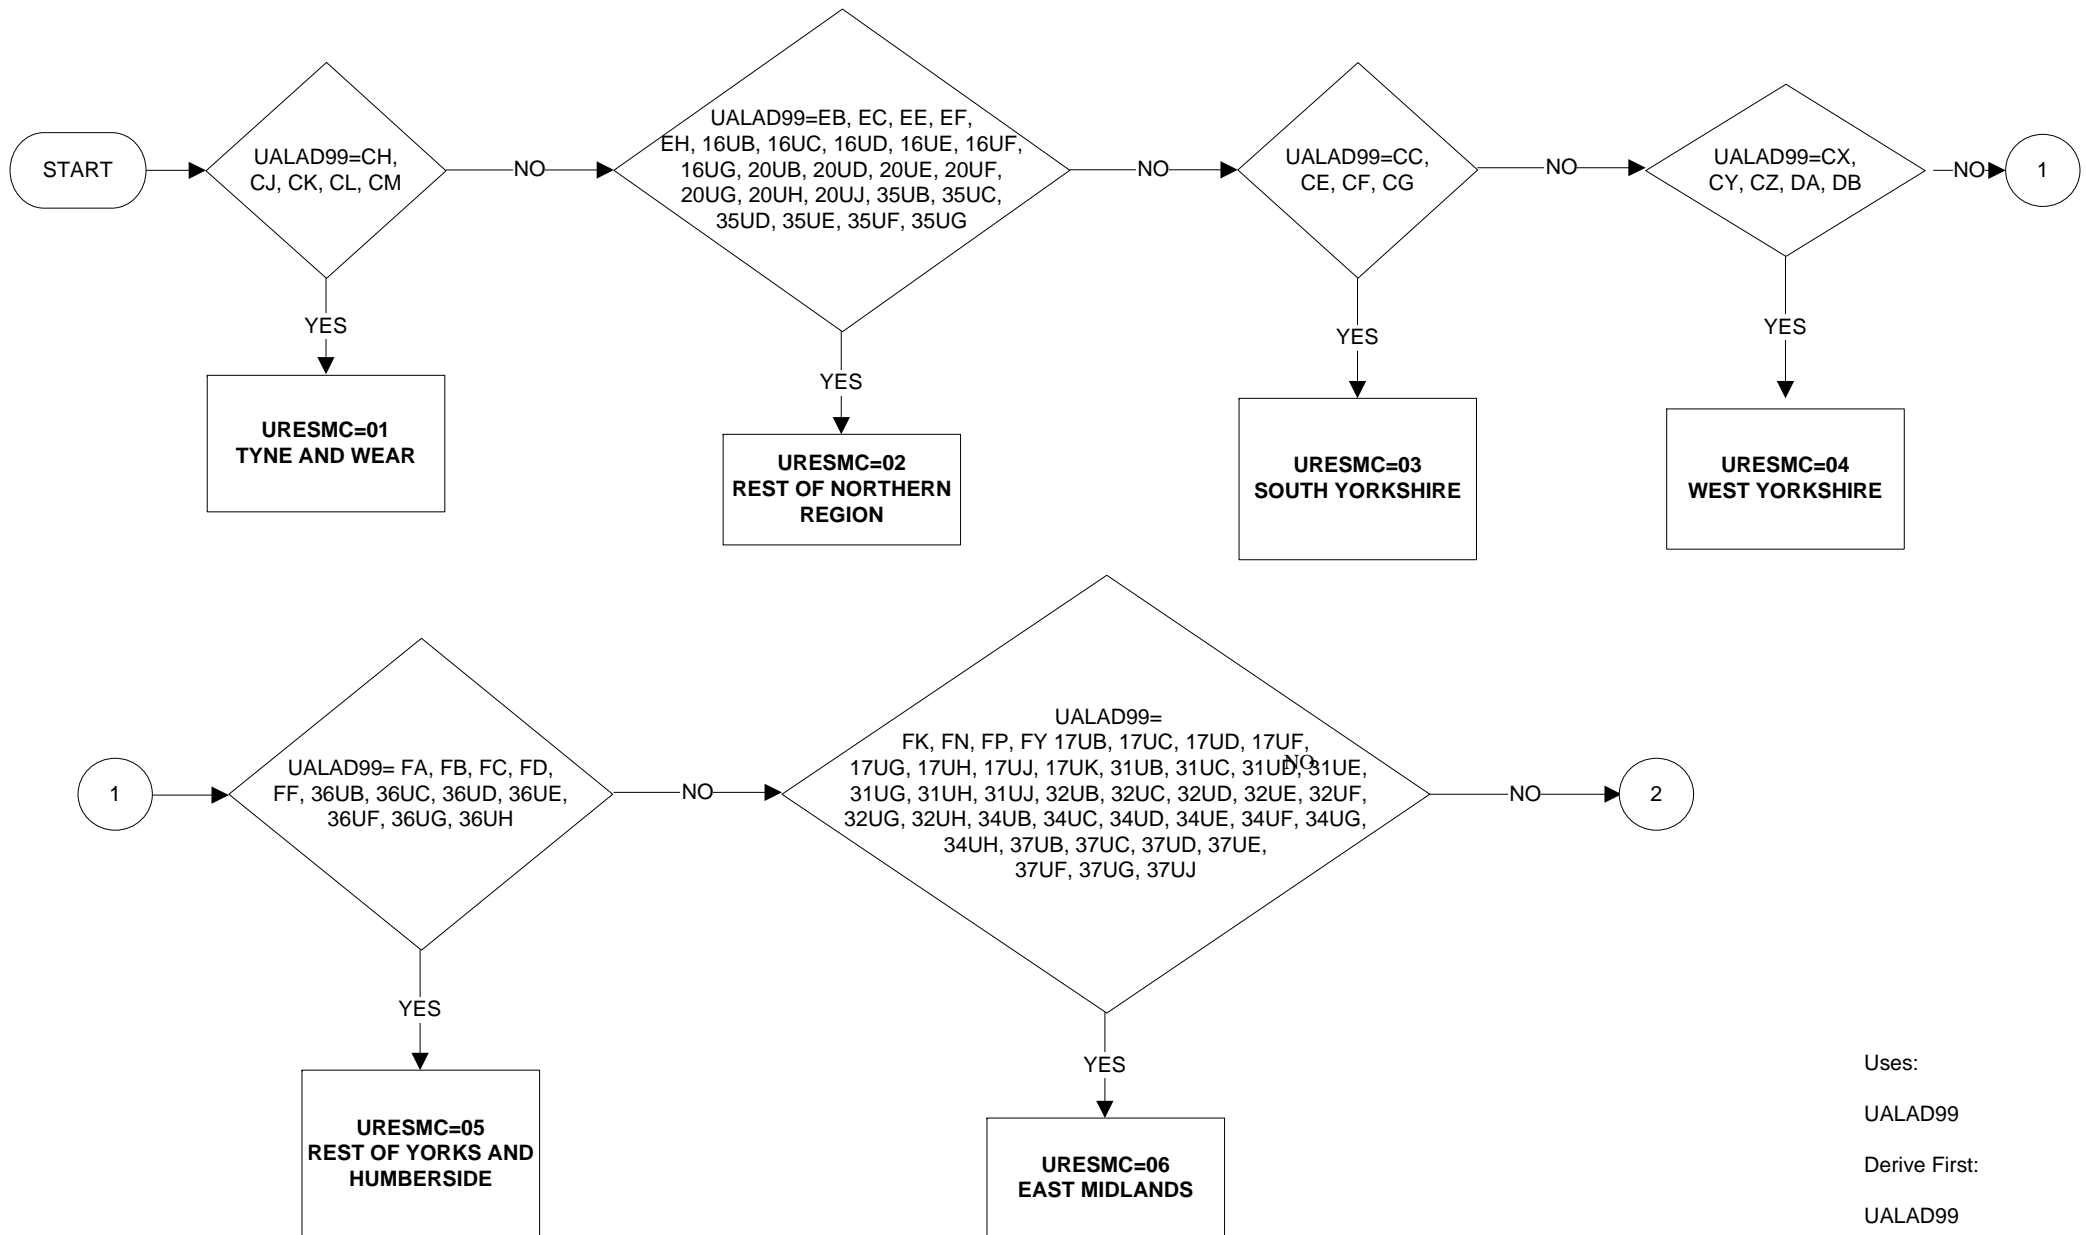 START
UALAD99=CH,
CJ, CK, CL, CM
NO
UALAD99=EB, EC, EE, EF,
EH, 16UB, 16UC, 16UD, 16UE, 16UF,
16UG, 20UB, 20UD, 20UE, 20UF,
20UG, 20UH, 20UJ, 35UB, 35UC,
35UD, 35UE, 35UF, 35UG
NO
UALAD99=CC,
CE, CF, CG
NO
UALAD99=CX,
CY, CZ, DA, DB
NO
1
YES
YES
YES
YES
URESMC=01
TYNE AND WEAR
URESMC=02
REST OF NORTHERN
REGION
URESMC=03
SOUTH YORKSHIRE
URESMC=04
WEST YORKSHIRE
1
UALAD99= FA, FB, FC, FD,
FF, 36UB, 36UC, 36UD, 36UE,
36UF, 36UG, 36UH
NO
UALAD99=
FK, FN, FP, FY 17UB, 17UC, 17UD, 17UF,
17UG, 17UH, 17UJ, 17UK, 31UB, 31UC, 31UD, 31UE,
NO
31UG, 31UH, 31UJ, 32UB, 32UC, 32UD, 32UE, 32UF,
32UG, 32UH, 34UB, 34UC, 34UD, 34UE, 34UF, 34UG,
34UH, 37UB, 37UC, 37UD, 37UE,
37UF, 37UG, 37UJ
NO
2
YES
YES
URESMC=05
REST OF YORKS AND
HUMBERSIDE
URESMC=06
EAST MIDLANDS
Uses:
UALAD99
Derive First:
UALAD99